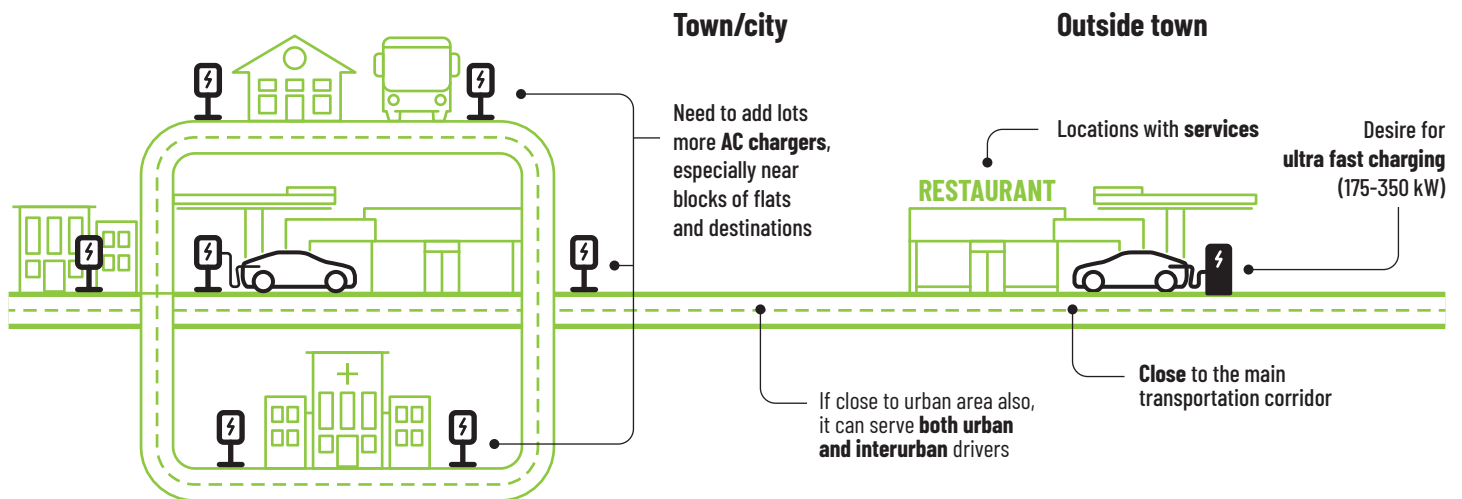 Town/city
Need to add lots
more AC chargers,
especially near
blocks of flats
and destinations
Outside town
Locations with services
Desire for
ultra fast charging
(175-350 kW)
RESTAURANT
If close to urban area also,
it can serve both urban
and interurban drivers
Close to the main
transportation corridor